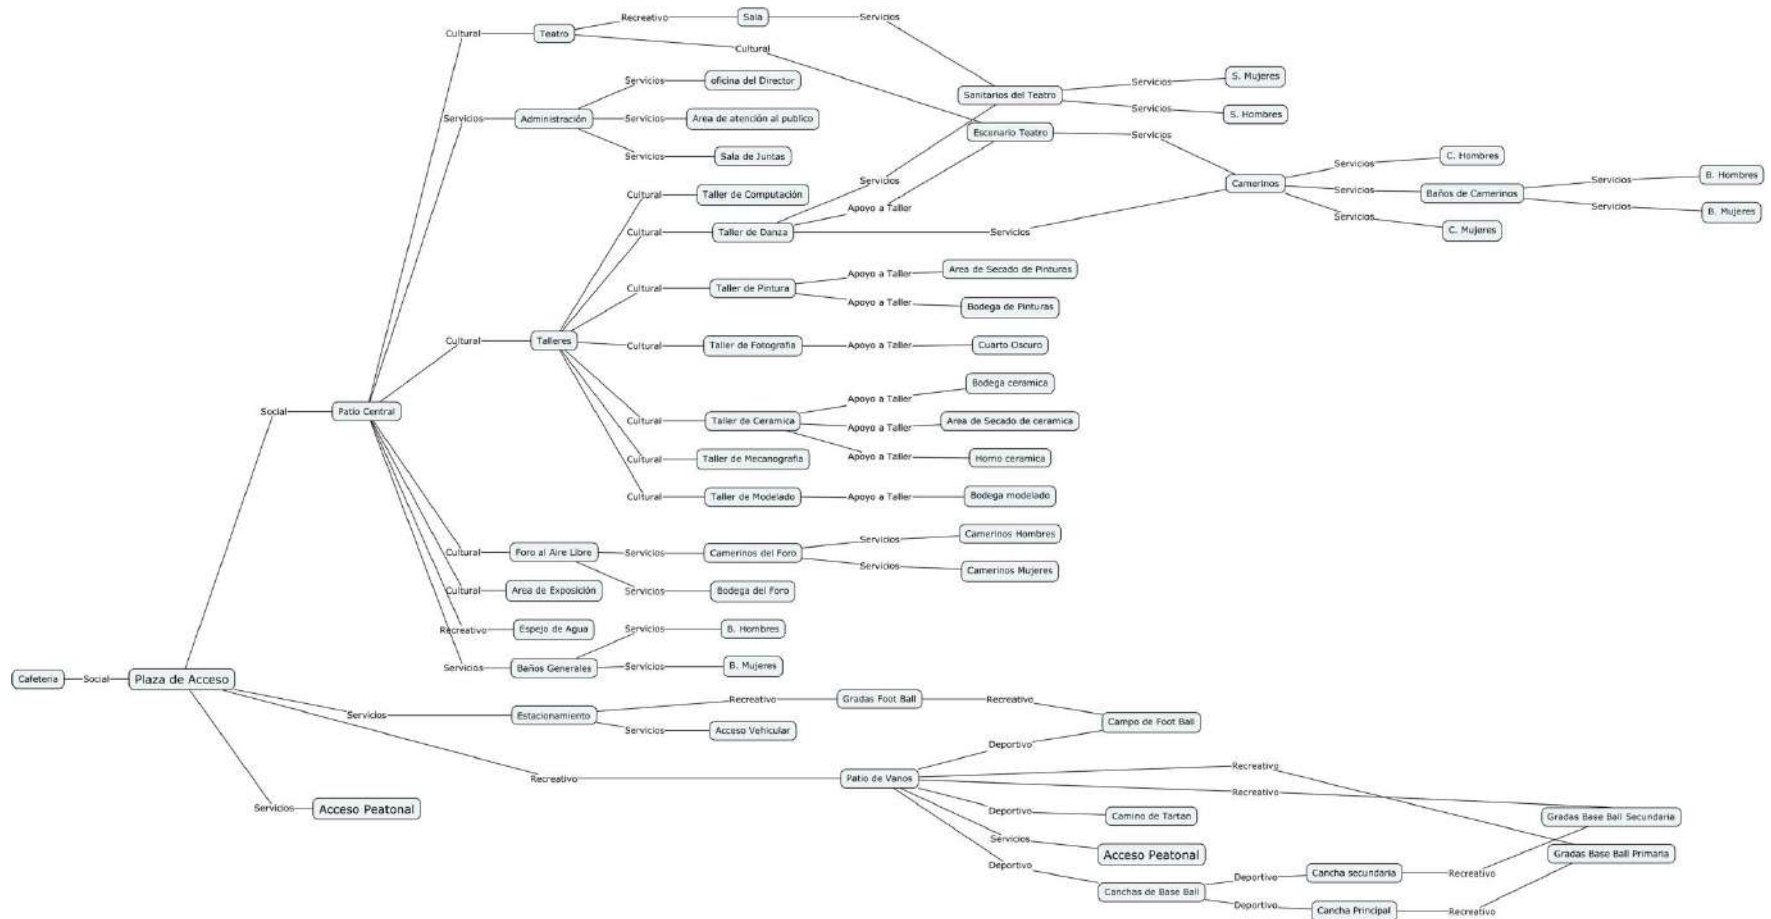 Recreativo
Sala
Servicios
Cultural
Teatro
Cultural
Servicios
oficina del Director
Servicios
S. Mujeres
Sanitarios del Teatro
Servicios
Administración
Servicios
Area de atención al publico
Servicios
S. Hombres
Escenario Teatro
Servicios
Servicios
Sala de Juntas
Servicios
C. Hombres
Servicios
Cultural
Taller de Computación
Camerinos
Servicios
Baños de Camerinos
Servicios
B. Hombres
Apoyo a Taller
Servicios
B. Mujeres
Cultural
Taller de Danza
Servicios
Servicios
C. Mujeres
Cultural
Taller de Pintura
Apoyo a Taller
Area de Secado de Pinturas
Apoyo a Taller
Bodega de Pinturas
Cultural
Talleres
Cultural
Taller de Fotografia
Apoyo a Taller
Cuarto Oscuro
Apoyo a Taller
Bodega ceramica
Social
Patio Central
Cultural
Taller de Ceramica
Apoyo a Taller
Area de Secado de ceramica
Apoyo a Taller
Horno ceramica
Cultural
Taller de Mecanografia
Cultural
Taller de Modelado
Apoyo a Taller
Bodega modelado
Servicios
Camerinos Hombres
Cultural
Foro al Aire Libre
Servicios
Camerinos del Foro
Servicios
Camerinos Mujeres
Cultural
Area de Exposición
Servicios
Bodega del Foro
Recreativo
Espejo de Agua
Servicios
B. Hombres
Servicios
Baños Generales
Servicios
B. Mujeres
Cafeteria
Social
Plaza de Acceso
Recreativo
Gradas Foot Ball
Recreativo
Servicios
Estacionamiento
Servicios
Acceso Vehicular
Campo de Foot Ball
Deportivo
Recreativo
Patio de Vanos
Recreativo
Recreativo
Servicios
Acceso Peatonal
Deportivo
Camino de Tartan
Gradas Base Ball Secundaria
Servicios
Acceso Peatonal
Gradas Base Ball Primaria
Deportivo
Canchas de Base Ball
Deportivo
Cancha secundaria
Recreativo
Deportivo
Cancha Principal
Recreativo